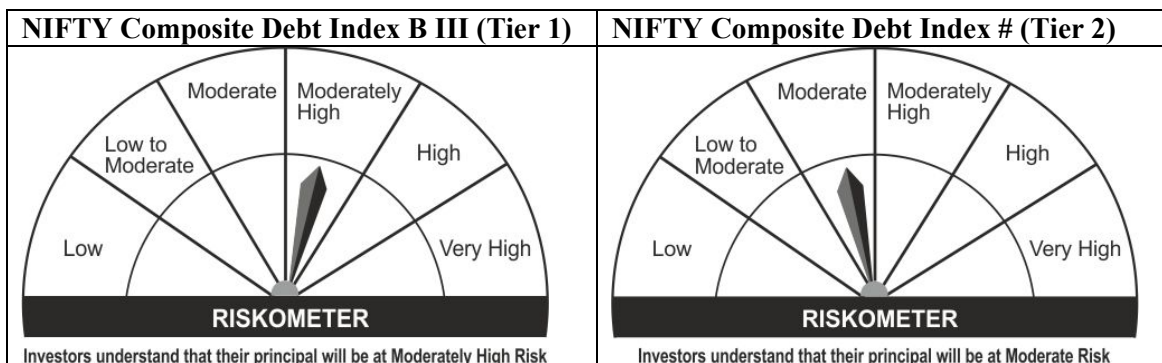 NIFTY Composite Debt Index B III (Tier 1)
Moderate
Moderately
High
Low to
Moderate
High
Low
Very High
RISKOMETER
Investors understand that their principal will be at Moderately High Risk
NIFTY Composite Debt Index # (Tier 2)
Moderate
Moderately
High
Low to
Moderate
High
Low
Very High
RISKOMETER
Investors understand that their principal will be at Moderate Risk